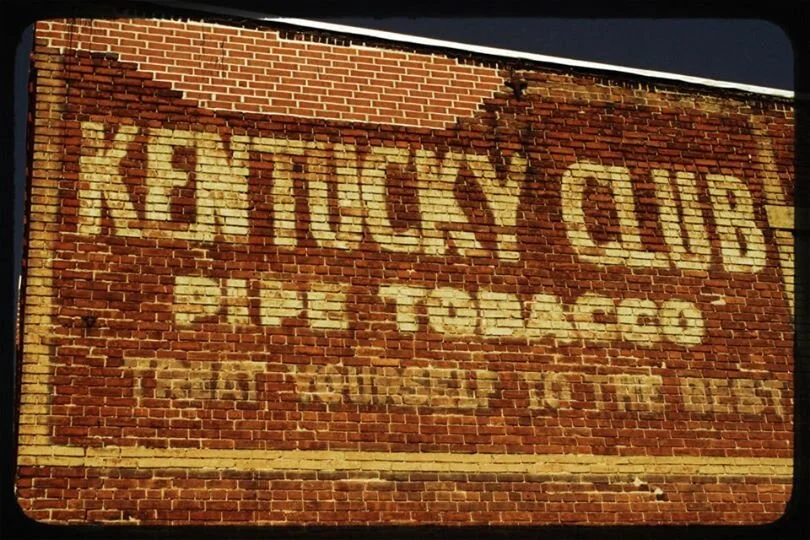 KENTUCKY CLUB
PIPE TOBACCO
TREAT YOURSELF TO THE BEST